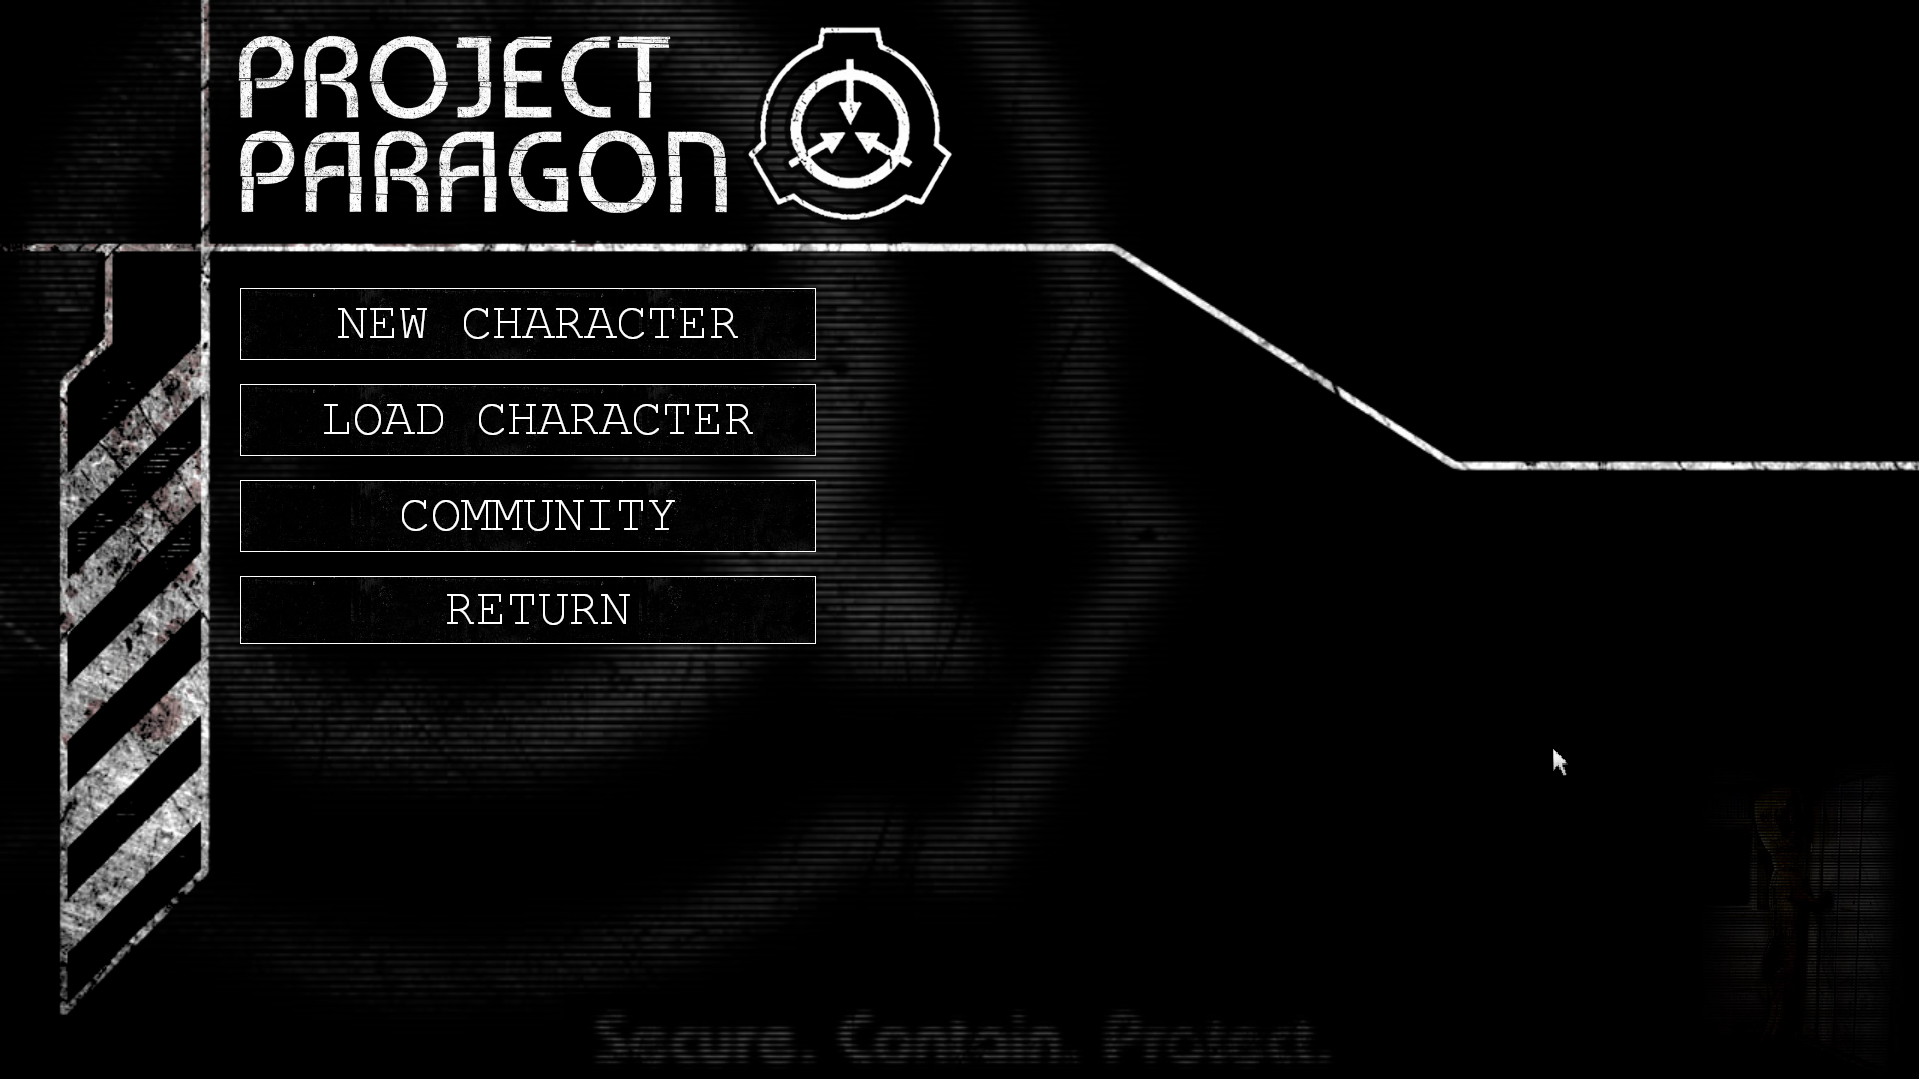 PROJECT
PARAGON
NEW CHARACTER
LOAD CHARACTER
COMMUNITY
RETURN
Secure. Contain. Protect.